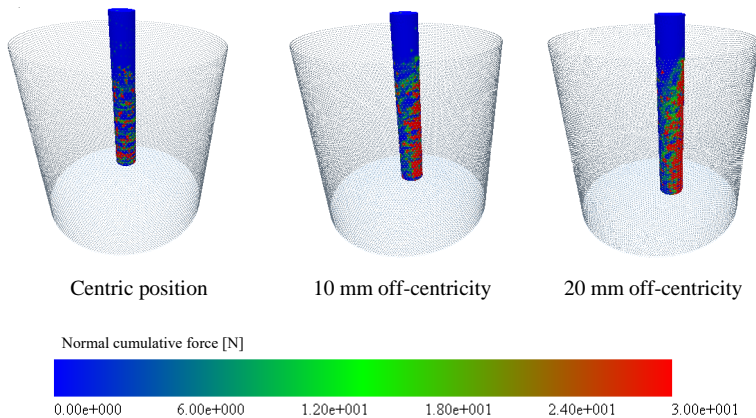 Centric position
10 mm off-centricity
20 mm off-centricity
Normal cumulative force [N]
0.00e+000 6.00e+000 1.20e+001 1.80e+001 2.40e+001 3.00e+001